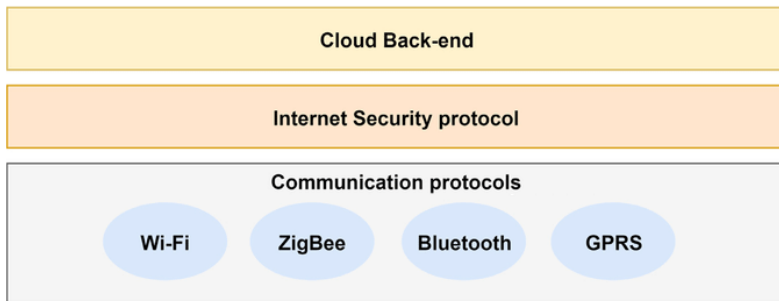 Cloud Back-end
Internet Security protocol
Communication protocols
Wi-Fi ZigBee Bluetooth GPRS